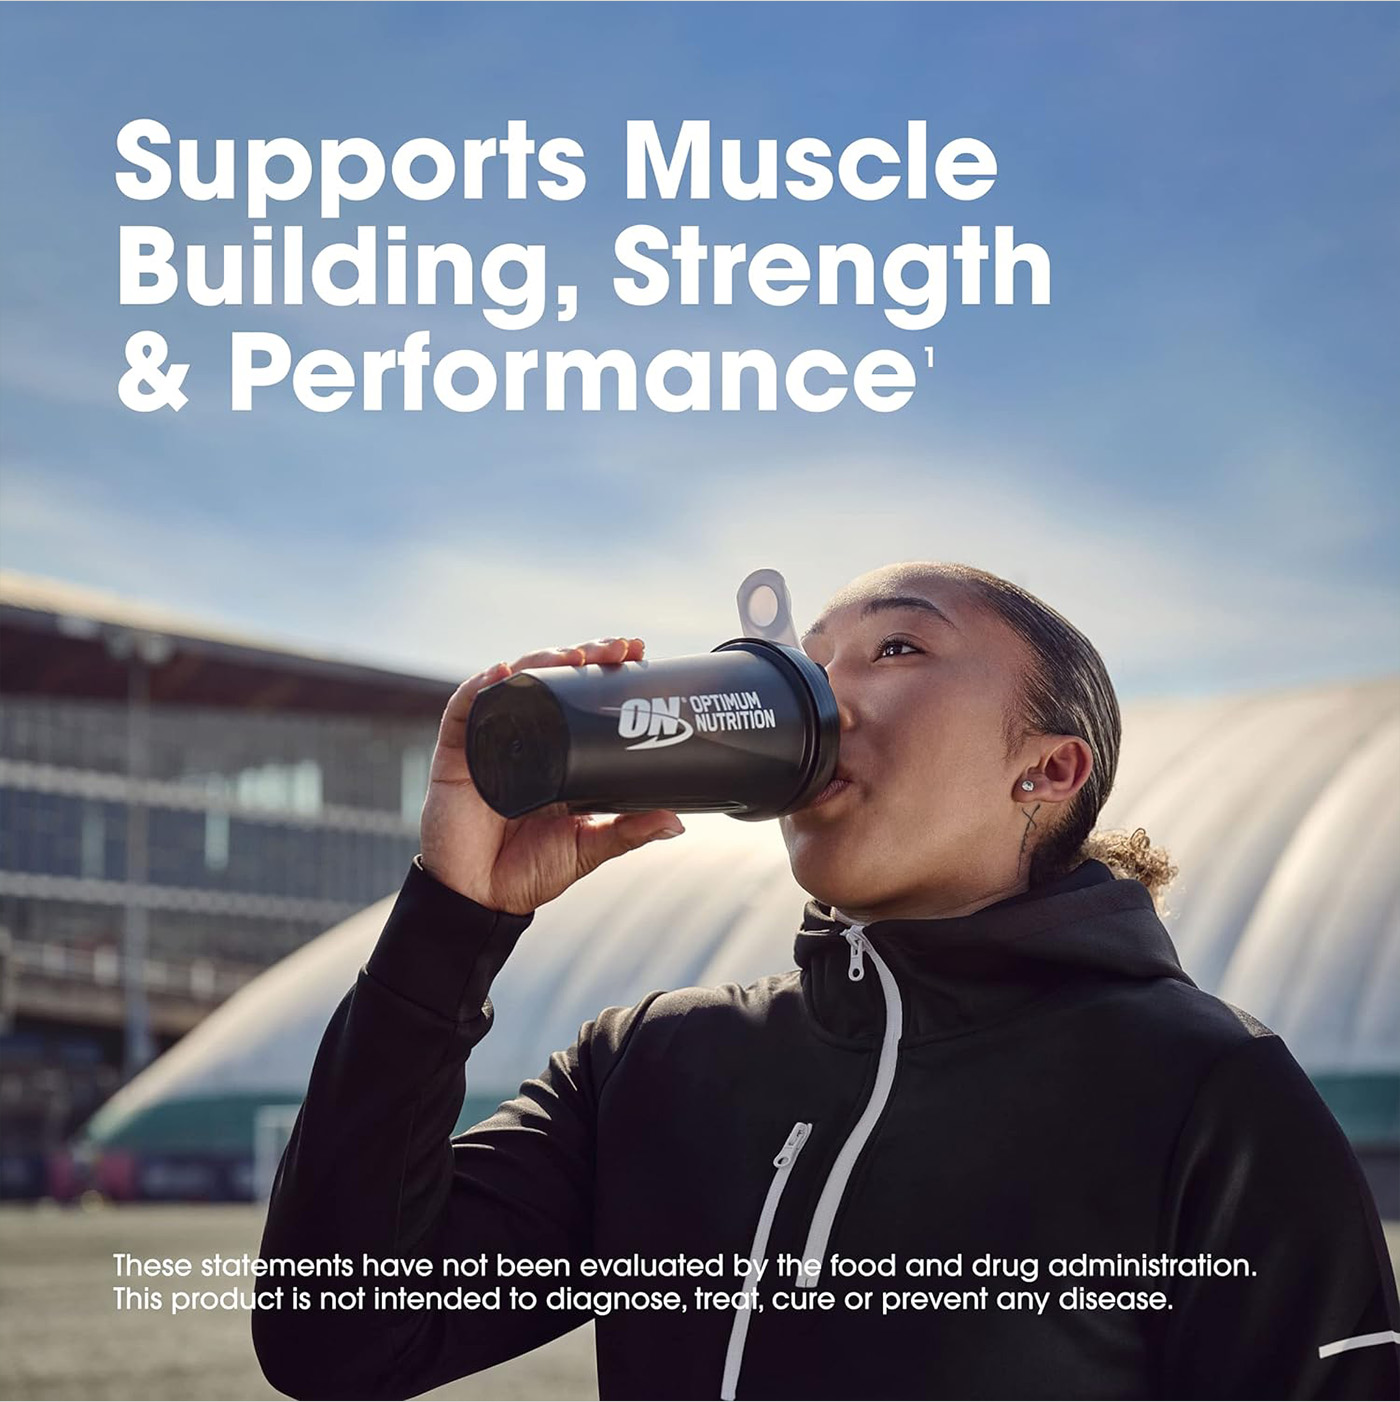 Supports Muscle
Building, Strength
& Performance¹
ON® OPTIMUM
NUTRITION
These statements have not been evaluated by the food and drug administration.
This product is not intended to diagnose, treat, cure or prevent any disease.